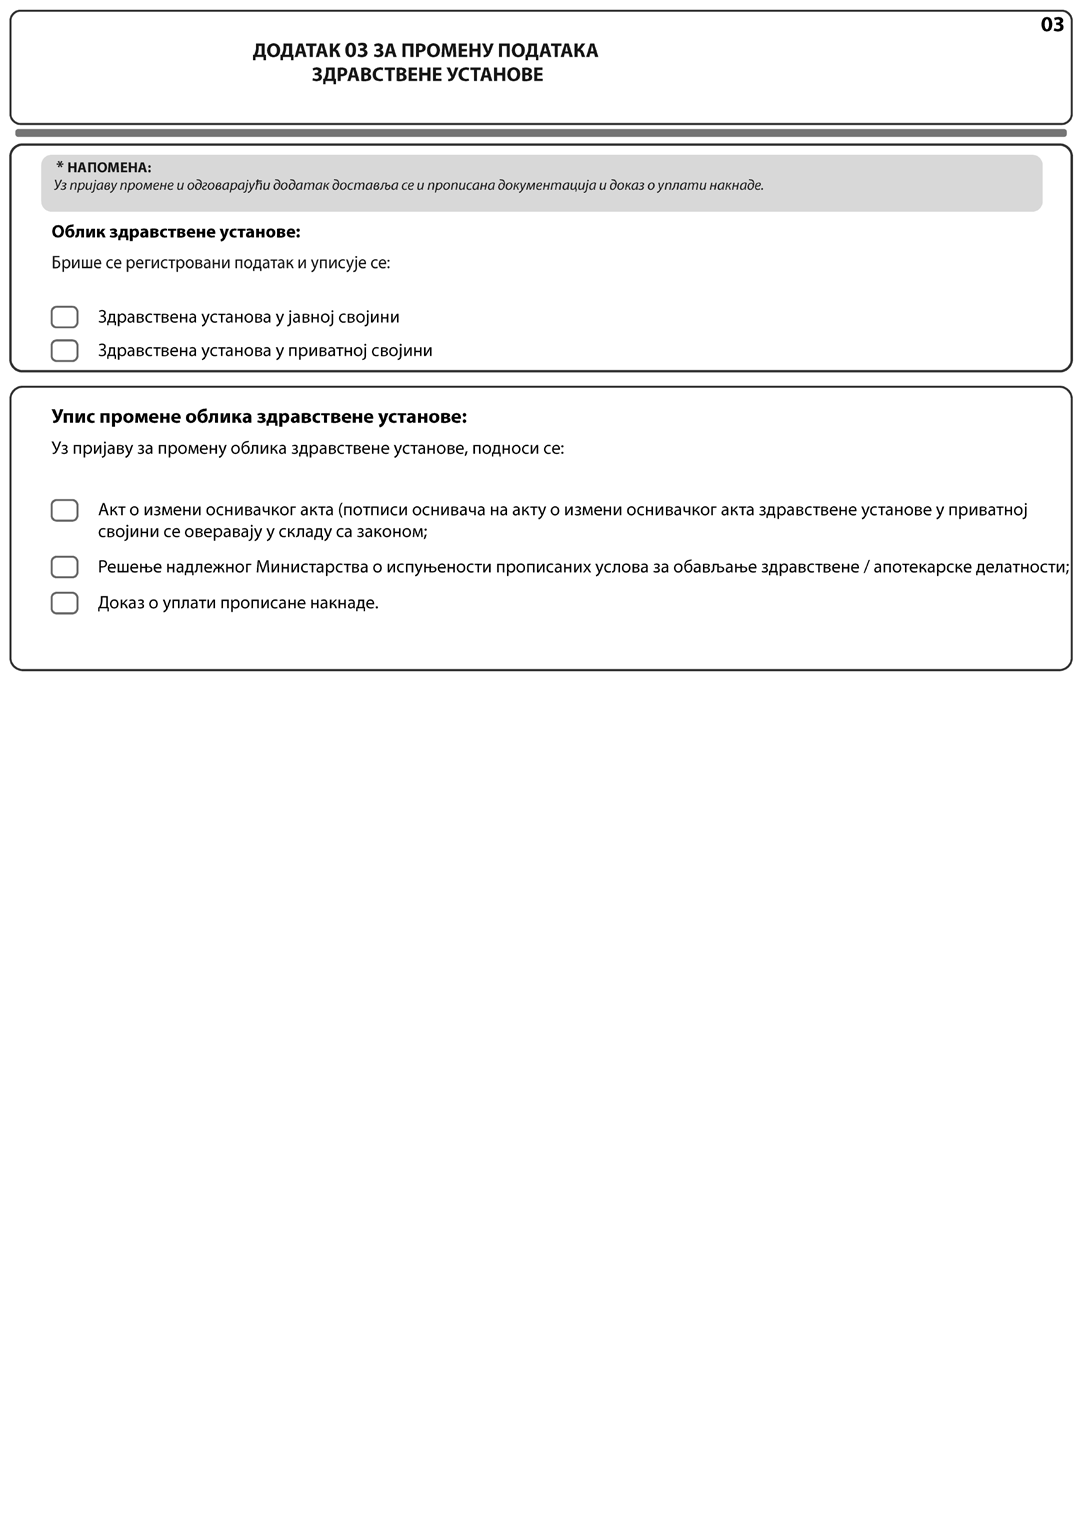 03
ДОДАТАК 03 ЗА ПРОМЕНУ ПОДАТАКА
ЗДРАВСТВЕНЕ УСТАНОВЕ
* НАПОМЕНА:
Уз пријаву промене и одговарајући додатак доставља се и прописана документација и доказ о уплати накнаде.
Облик здравствене установе:
Брише се регистровани податак и уписује се:
Здравствена установа у јавној својини
Здравствена установа у приватној својини
Упис промене облика здравствене установе:
Уз пријаву за промену облика здравствене установе, подноси се:
Акт о измени оснивачког акта (потписи оснивача на акту о измени оснивачког акта здравствене установе у приватној
својини се оверавају у складу са законом;
Решење надлежног Министарства о испуњености прописаних услова за обављање здравствене / апотекарске делатности;
Доказ о уплати прописане накнаде.